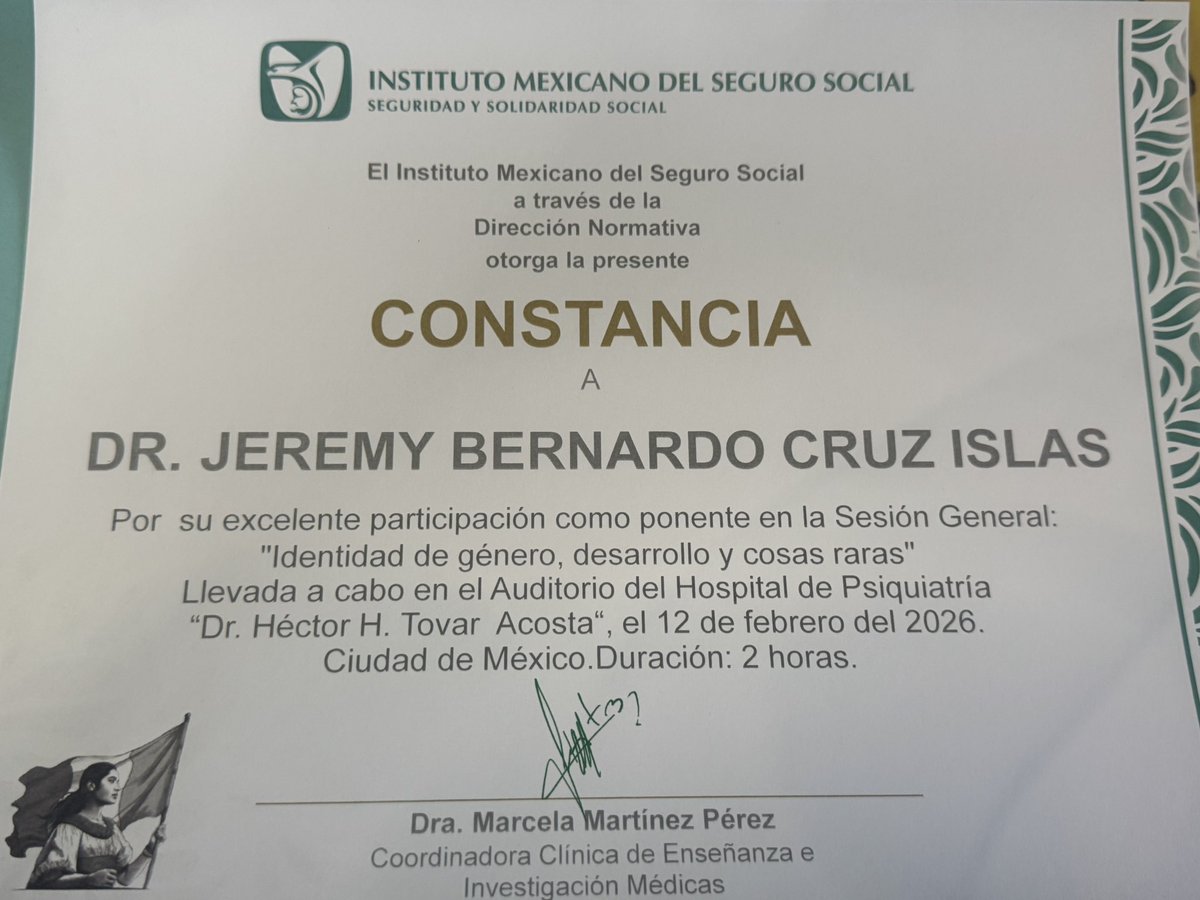 INSTITUTO MEXICANO DEL SEGURO SOCIAL
SEGURIDAD Y SOLIDARIDAD SOCIAL
El Instituto Mexicano del Seguro Social
a través de la
Dirección Normativa
otorga la presente
CONSTANCIA
A
DR. JEREMY BERNARDO CRUZ ISLAS
Por su excelente participación como ponente en la Sesión General:
"Identidad de género, desarrollo y cosas raras"
Llevada a cabo en el Auditorio del Hospital de Psiquiatría
“Dr. Héctor H. Tovar Acosta“, el 12 de febrero del 2026.
Ciudad de México.Duración: 2 horas.
Dra. Marcela Martínez Pérez
Coordinadora Clínica de Enseñanza e
Investigación Médicas